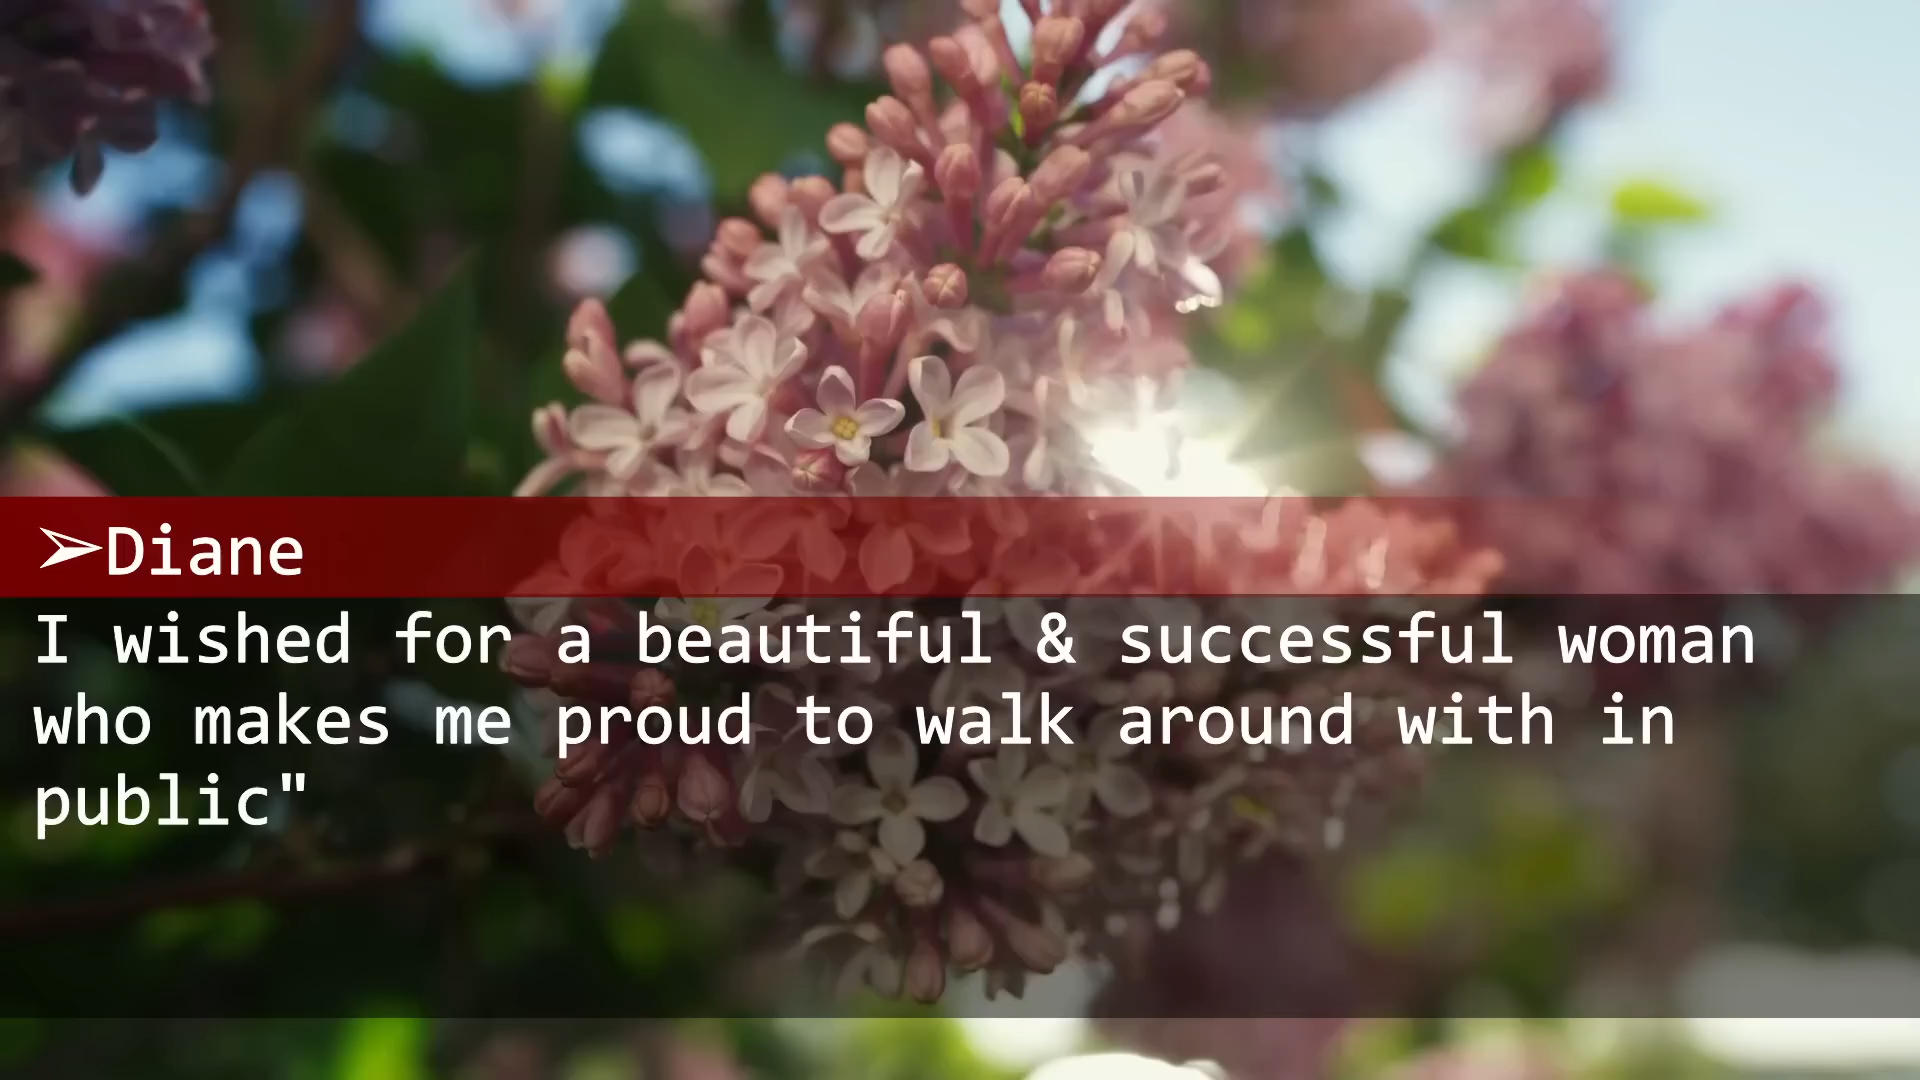 ➢Diane
I wished for a beautiful & successful woman
who makes me proud to walk around with in
public"